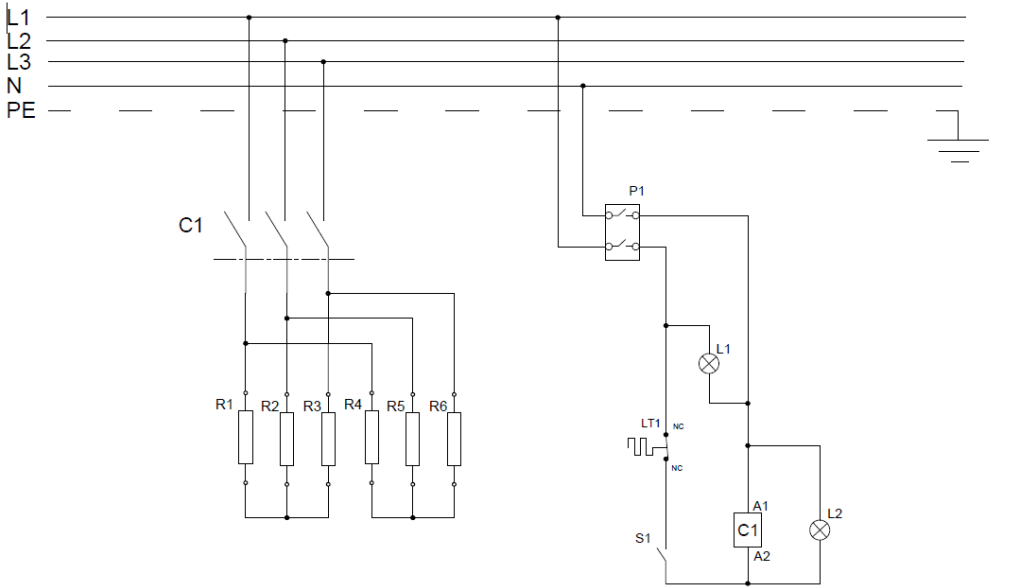 L1
L2
L3
N
PE
P1
C1
L1
R1 R2 R3 R4 R5 R6
LT1 NC
NC
A1
C1 L2
S1
A2